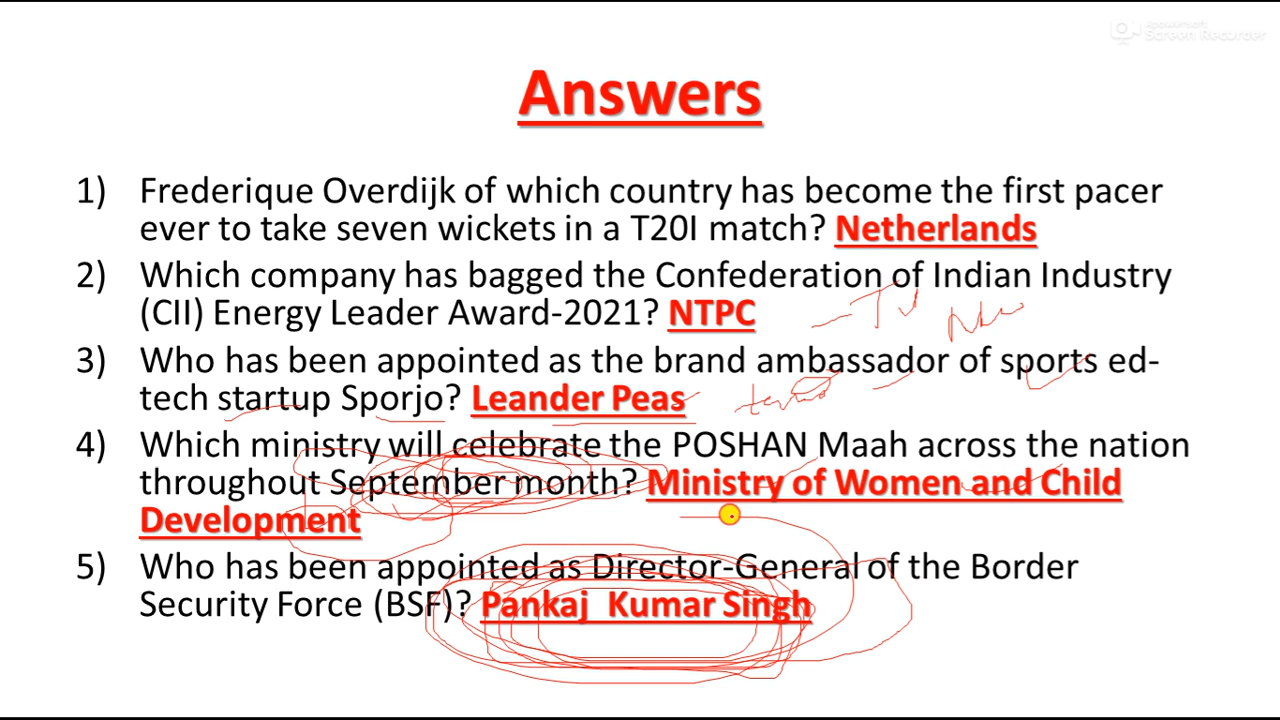 Apowersoft
Screen Recorder
Answers
1) Frederique Overdijk of which country has become the first pacer
ever to take seven wickets in a T20I match? Netherlands
2) Which company has bagged the Confederation of Indian Industry
(CII) Energy Leader Award-2021? NTPC
3) Who has been appointed as the brand ambassador of sports ed-
tech startup Sporjo? Leander Peas
4) Which ministry will celebrate the POSHAN Maah across the nation
throughout September month? Ministry of Women and Child
Development
5) Who has been appointed as Director-General of the Border
Security Force (BSF)? Pankaj Kumar Singh